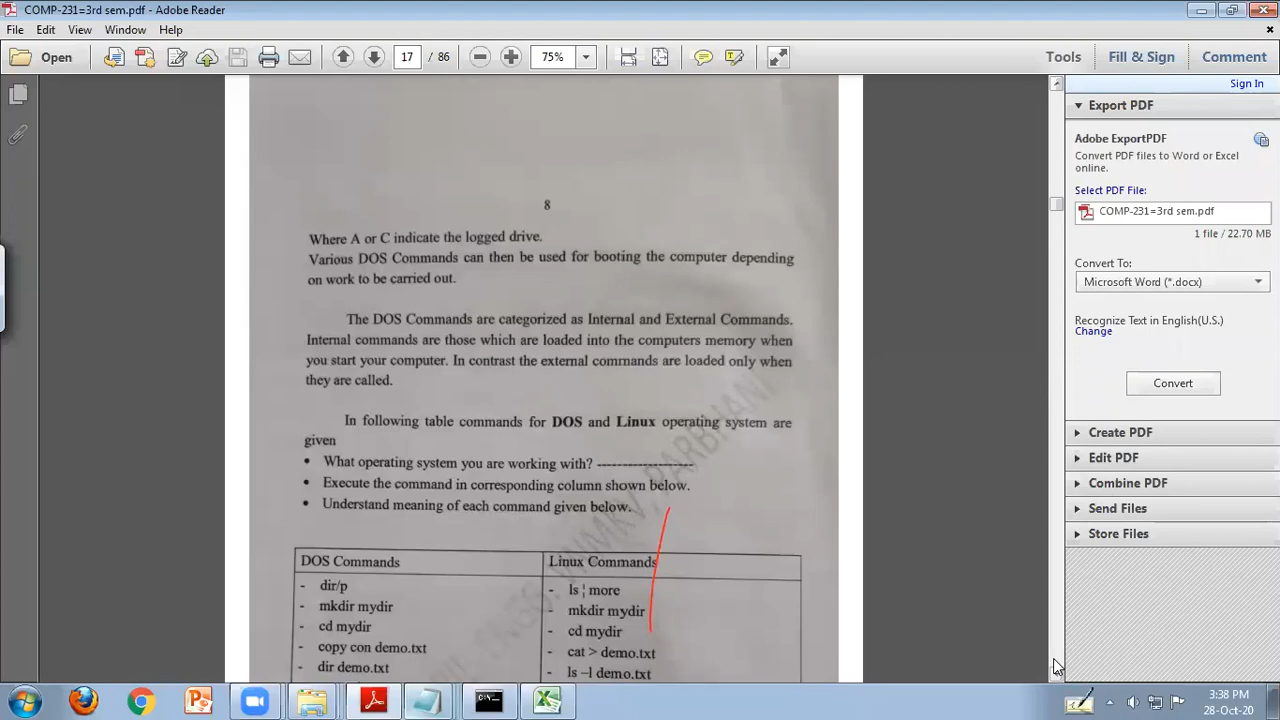 COMP-231=3rd sem.pdf - Adobe Reader
File Edit View Window Help
Open 17 / 86 75% Tools Fill & Sign Comment
Sign In
Export PDF
Adobe ExportPDF
Convert PDF files to Word or Excel
online.
Select PDF File:
COMP-231=3rd sem.pdf
1 file / 22.70 MB
Convert To:
Microsoft Word (*.docx)
Recognize Text in English(U.S.)
Change
Convert
Create PDF
Edit PDF
Combine PDF
Send Files
Store Files
8
Where A or C indicate the logged drive.
Various DOS Commands can then be used for booting the computer depending
on work to be carried out.
The DOS Commands are categorized as Internal and External Commands.
Internal commands are those which are loaded into the computers memory when
you start your computer. In contrast the external commands are loaded only when
they are called.
In following table commands for DOS and Linux operating system are
given
• What operating system you are working with? -------------------
• Execute the command in corresponding column shown below.
• Understand meaning of each command given below.
DOS Commands Linux Commands
- dir/p - ls ¦ more
- mkdir mydir - mkdir mydir
- cd mydir - cd mydir
- copy con demo.txt - cat > demo.txt
- dir demo.txt - ls –l demo.txt
PARBHANI
3:38 PM
28-Oct-20